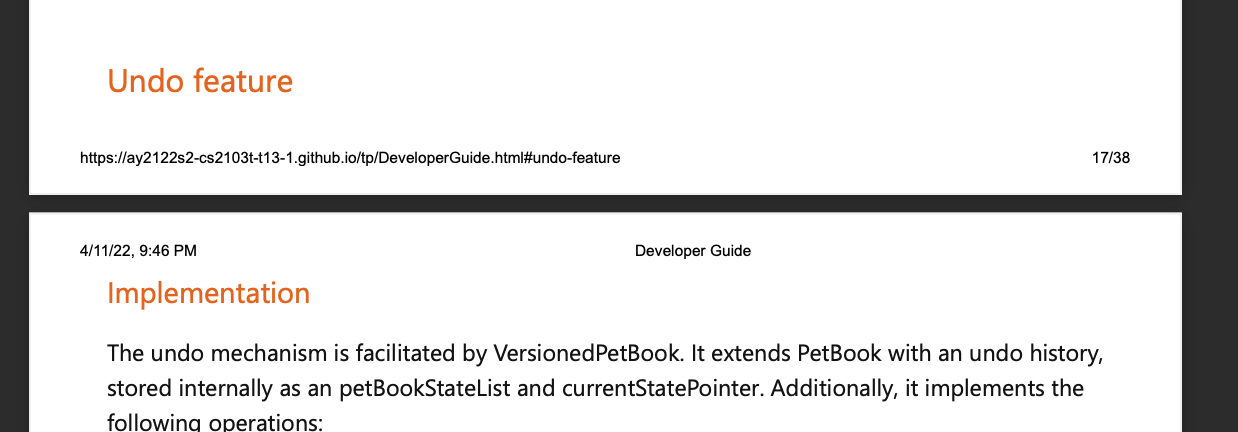 Undo feature
https://ay2122s2-cs2103t-t13-1.github.io/tp/DeveloperGuide.html#undo-feature 17/38
4/11/22, 9:46 PM Developer Guide
Implementation
The undo mechanism is facilitated by VersionedPetBook. It extends PetBook with an undo history,
stored internally as an petBookStateList and currentStatePointer. Additionally, it implements the
following operations: